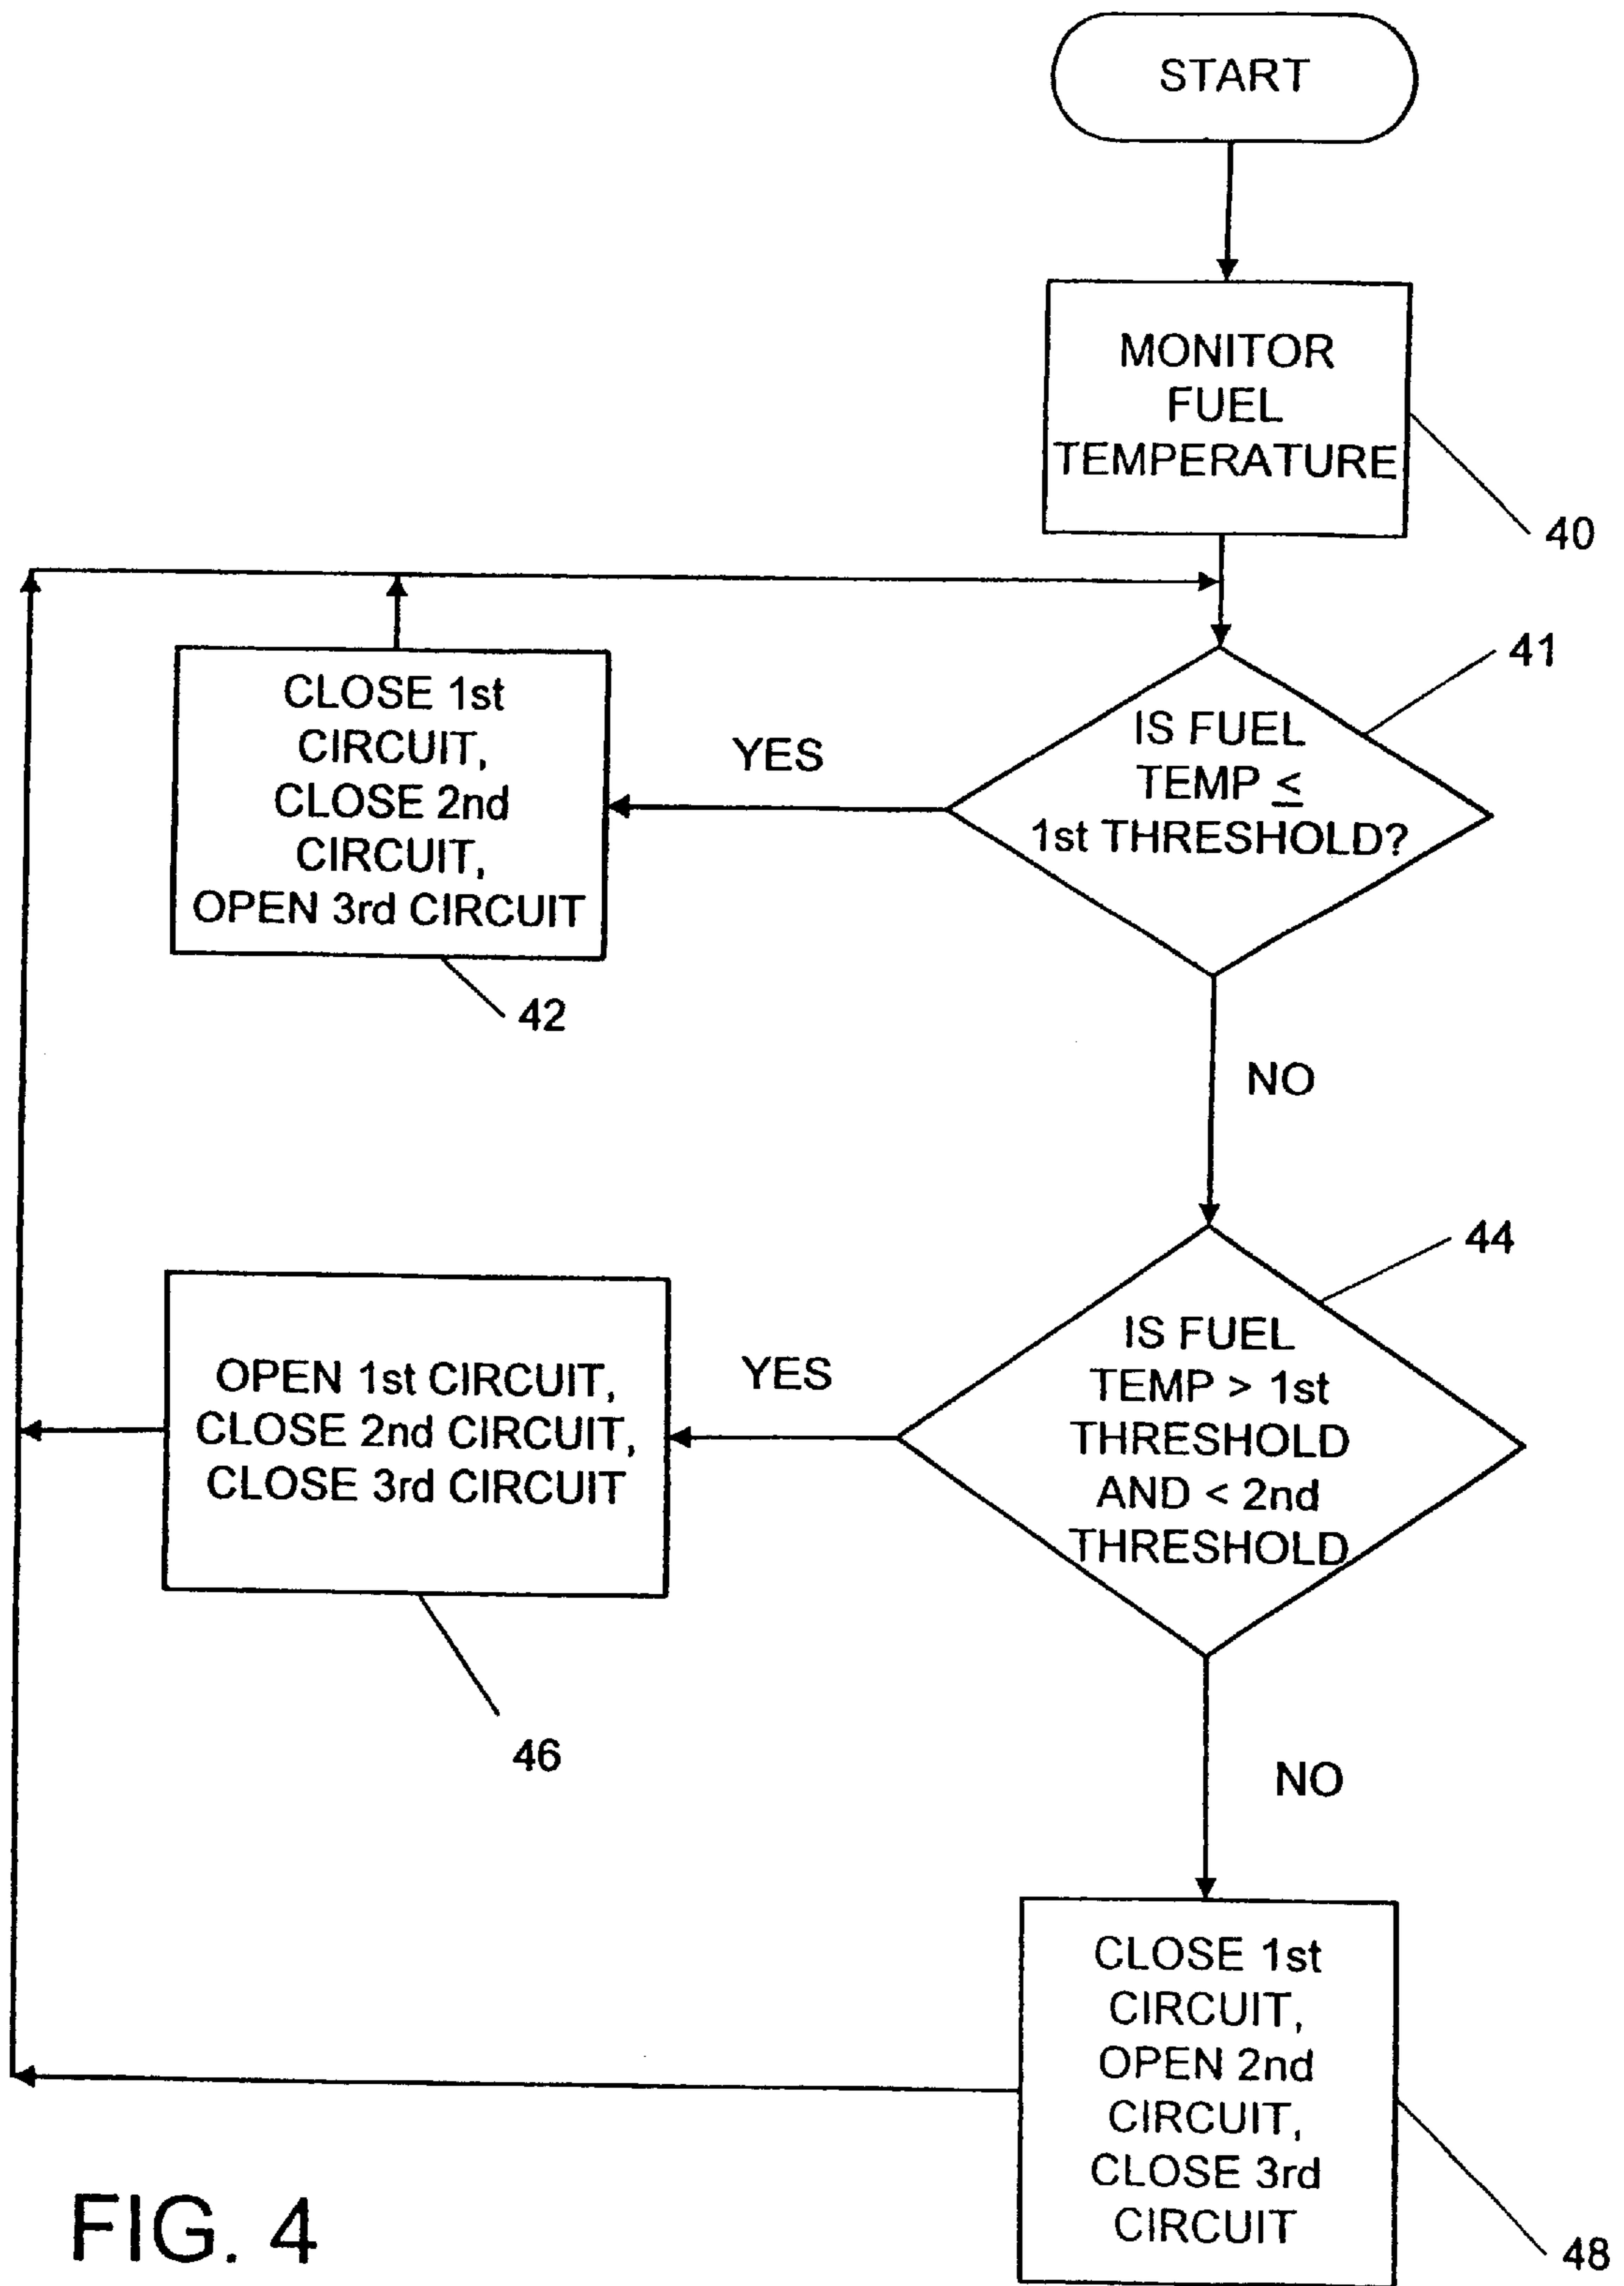 START
MONITOR
FUEL
TEMPERATURE
40
41
IS FUEL
TEMP ≤
1st THRESHOLD?
YES
CLOSE 1st
CIRCUIT,
CLOSE 2nd
CIRCUIT,
OPEN 3rd CIRCUIT
42
NO
44
IS FUEL
TEMP > 1st
THRESHOLD
AND < 2nd
THRESHOLD
YES
OPEN 1st CIRCUIT,
CLOSE 2nd CIRCUIT,
CLOSE 3rd CIRCUIT
46
NO
CLOSE 1st
CIRCUIT,
OPEN 2nd
CIRCUIT,
CLOSE 3rd
CIRCUIT
48
FIG. 4